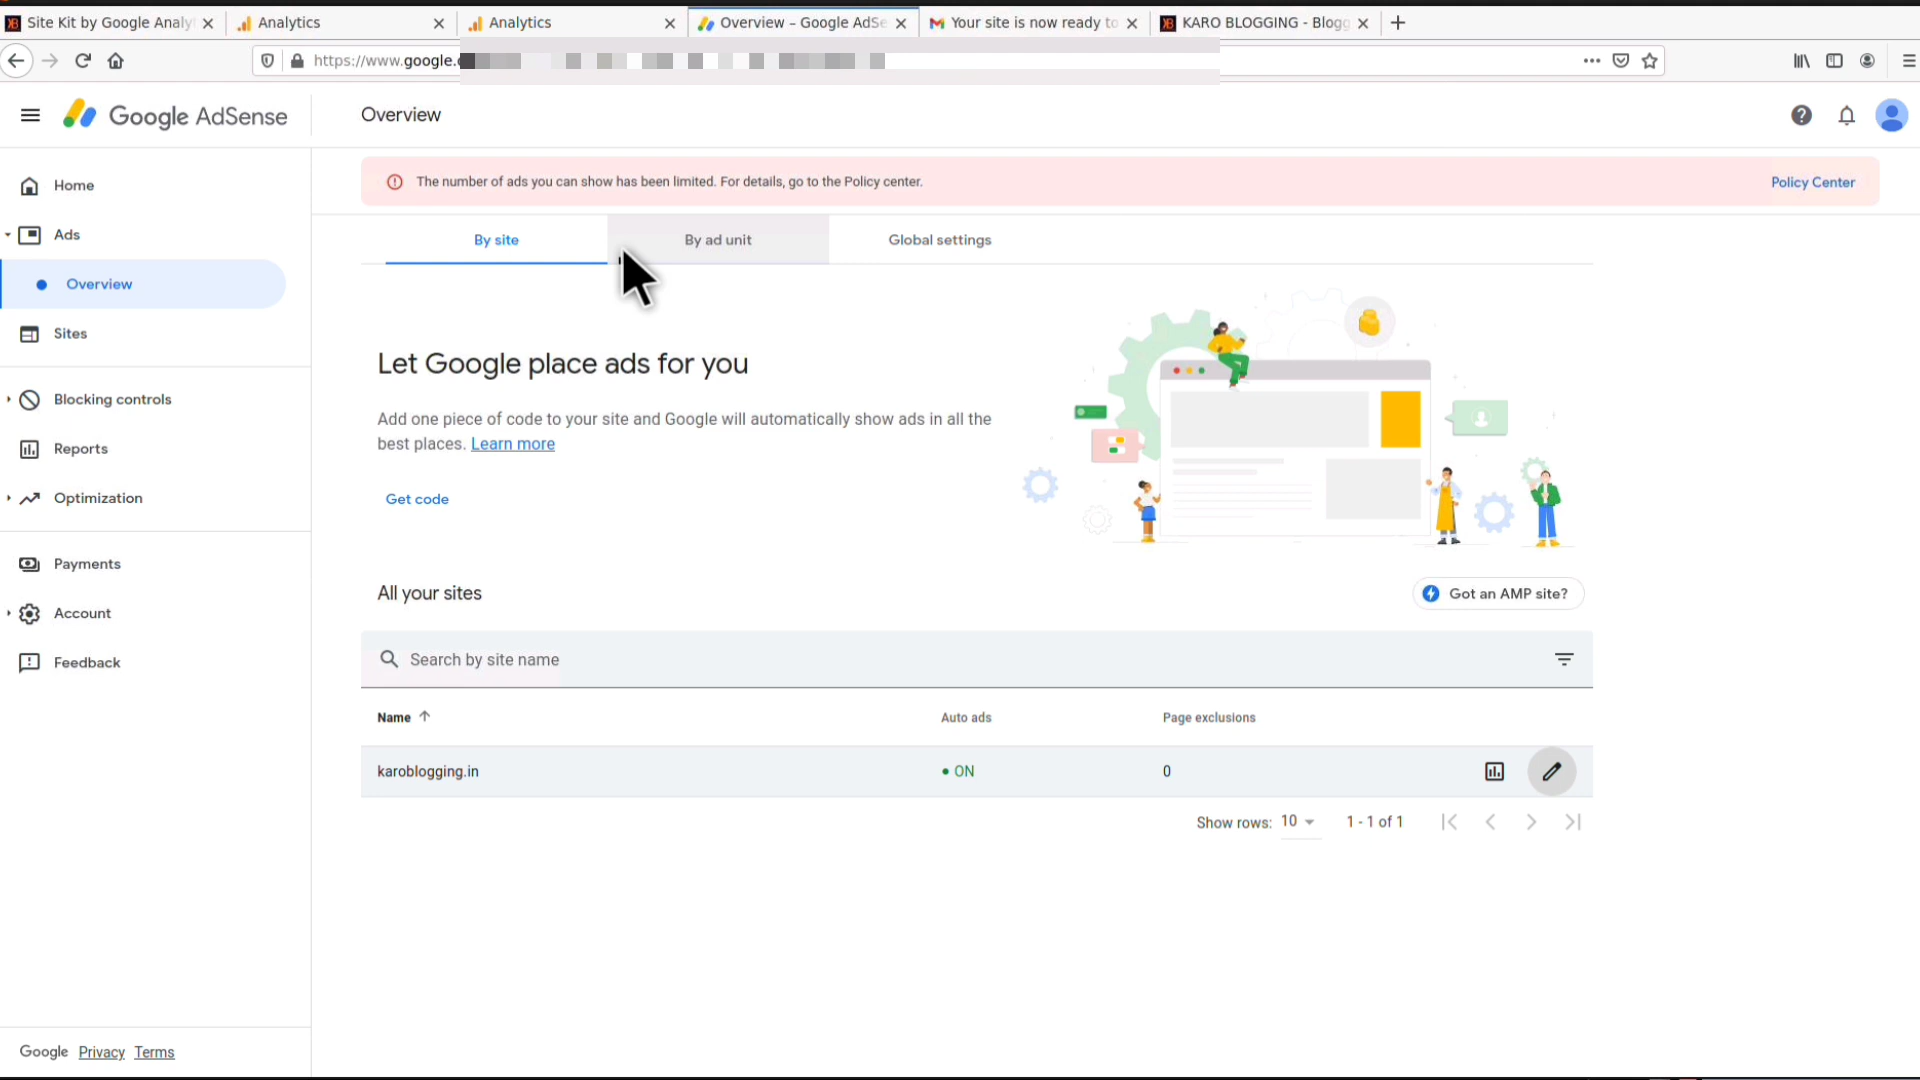 Site Kit by Google Analy
Analytics
Analytics
Overview – Google AdSe
Your site is now ready to
KARO BLOGGING - Blogg
https://www.google.
Google AdSense
Overview
Home
Ads
Overview
Sites
Blocking controls
Reports
Optimization
Payments
Account
Feedback
The number of ads you can show has been limited. For details, go to the Policy center.
Policy Center
By site
By ad unit
Global settings
Let Google place ads for you
Add one piece of code to your site and Google will automatically show ads in all the
best places. Learn more
Get code
All your sites
Got an AMP site?
Search by site name
Name
Auto ads
Page exclusions
karoblogging.in
ON
0
Show rows: 10
1 - 1 of 1
Google Privacy Terms